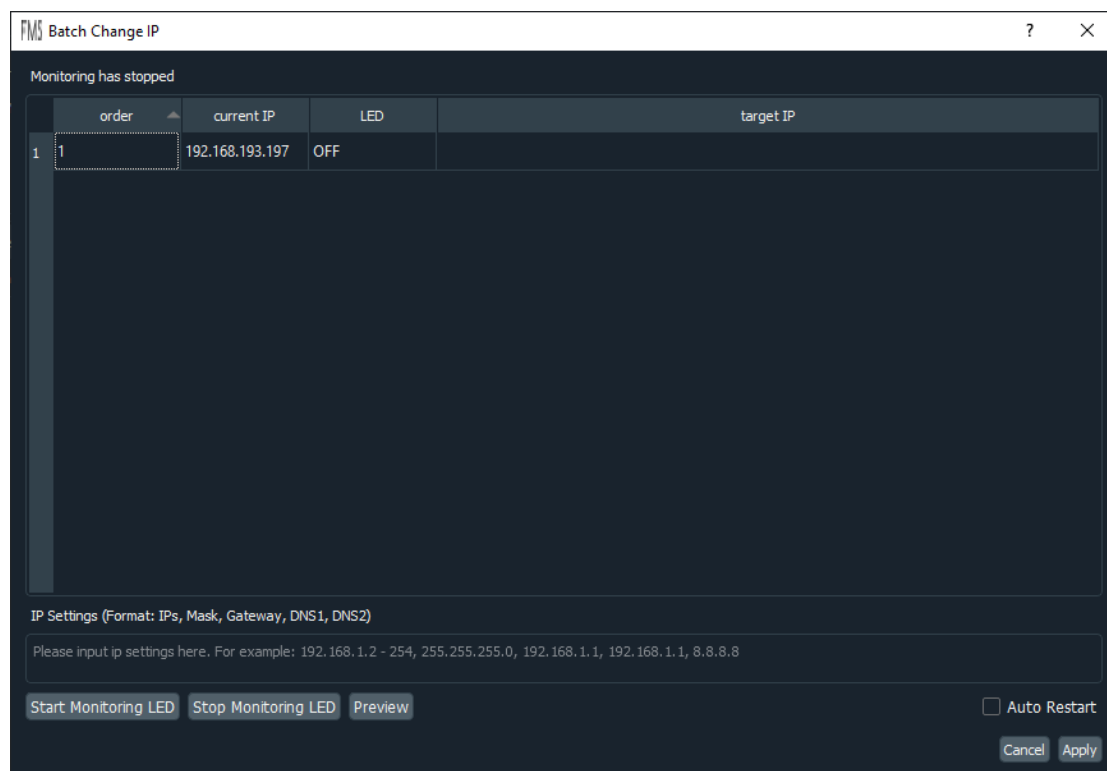 FMS Batch Change IP ?
Monitoring has stopped
order current IP LED target IP
1 1 192.168.193.197 OFF
IP Settings (Format: IPs, Mask, Gateway, DNS1, DNS2)
Please input ip settings here. For example: 192.168.1.2 - 254, 255.255.255.0, 192.168.1.1, 192.168.1.1, 8.8.8.8
Start Monitoring LED Stop Monitoring LED Preview Auto Restart
Cancel Apply